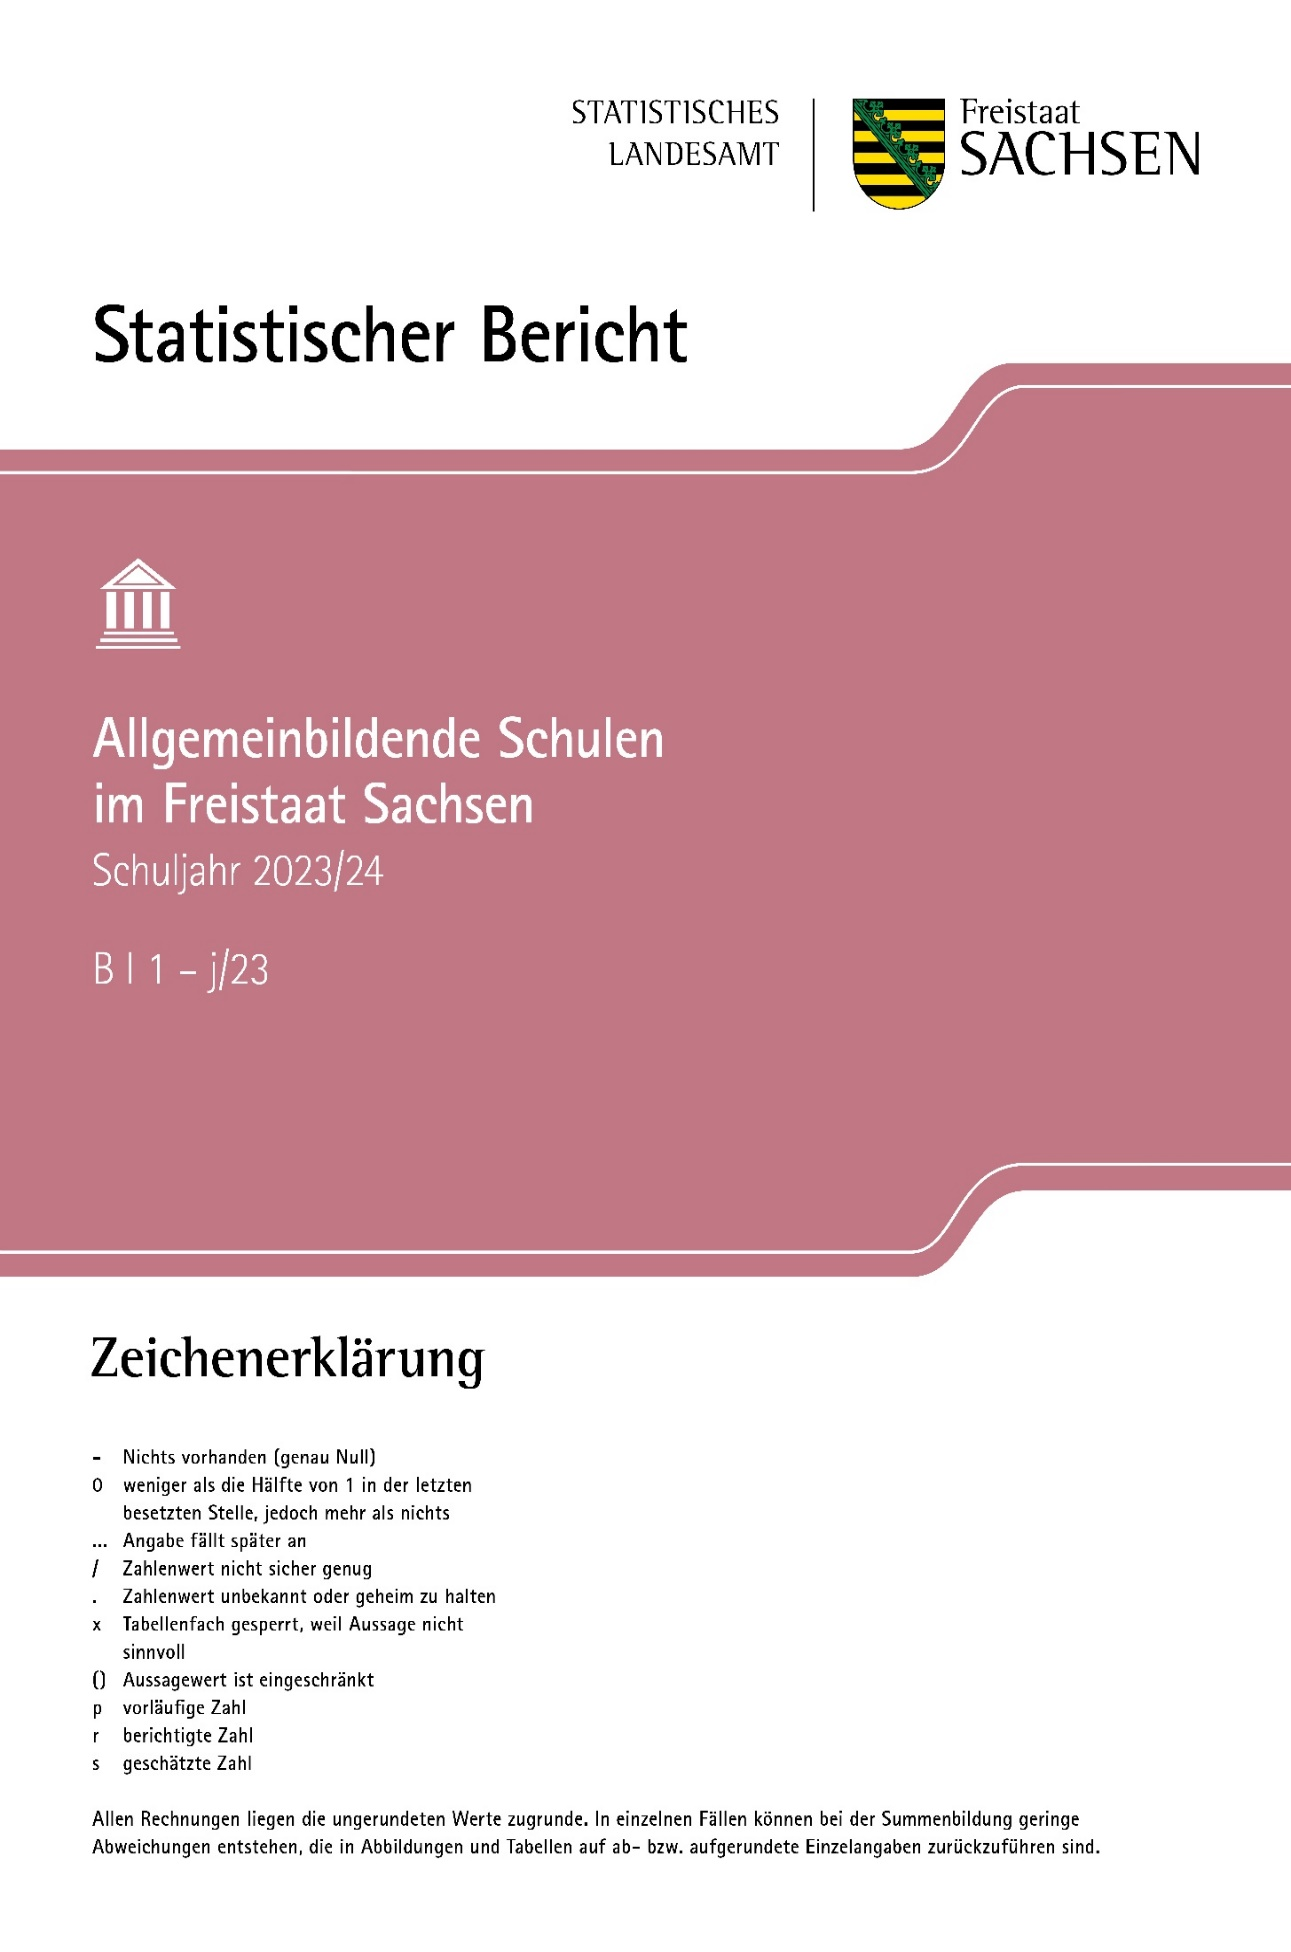 STATISTISCHES
LANDESAMT
Freistaat
SACHSEN
Statistischer Bericht
Allgemeinbildende Schulen
im Freistaat Sachsen
Schuljahr 2023/24
B I 1 – j/23
Zeichenerklärung
- Nichts vorhanden (genau Null)
0 weniger als die Hälfte von 1 in der letzten
besetzten Stelle, jedoch mehr als nichts
... Angabe fällt später an
/ Zahlenwert nicht sicher genug
. Zahlenwert unbekannt oder geheim zu halten
x Tabellenfach gesperrt, weil Aussage nicht
sinnvoll
() Aussagewert ist eingeschränkt
p vorläufige Zahl
r berichtigte Zahl
s geschätzte Zahl
Allen Rechnungen liegen die ungerundeten Werte zugrunde. In einzelnen Fällen können bei der Summenbildung geringe
Abweichungen entstehen, die in Abbildungen und Tabellen auf ab- bzw. aufgerundete Einzelangaben zurückzuführen sind.